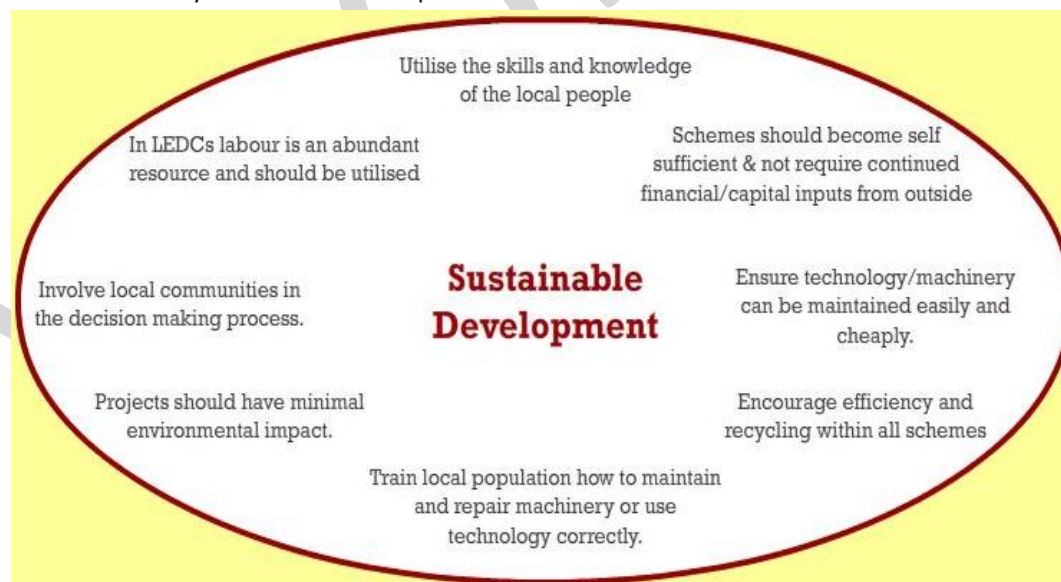 Utilise the skills and knowledge
of the local people
In LEDCs labour is an abundant
resource and should be utilised
Schemes should become self
sufficient & not require continued
financial/capital inputs from outside
Sustainable
Development
Involve local communities in
the decision making process.
Ensure technology/machinery
can be maintained easily and
cheaply.
Projects should have minimal
environmental impact.
Encourage efficiency and
recycling within all schemes
Train local population how to maintain
and repair machinery or use
technology correctly.